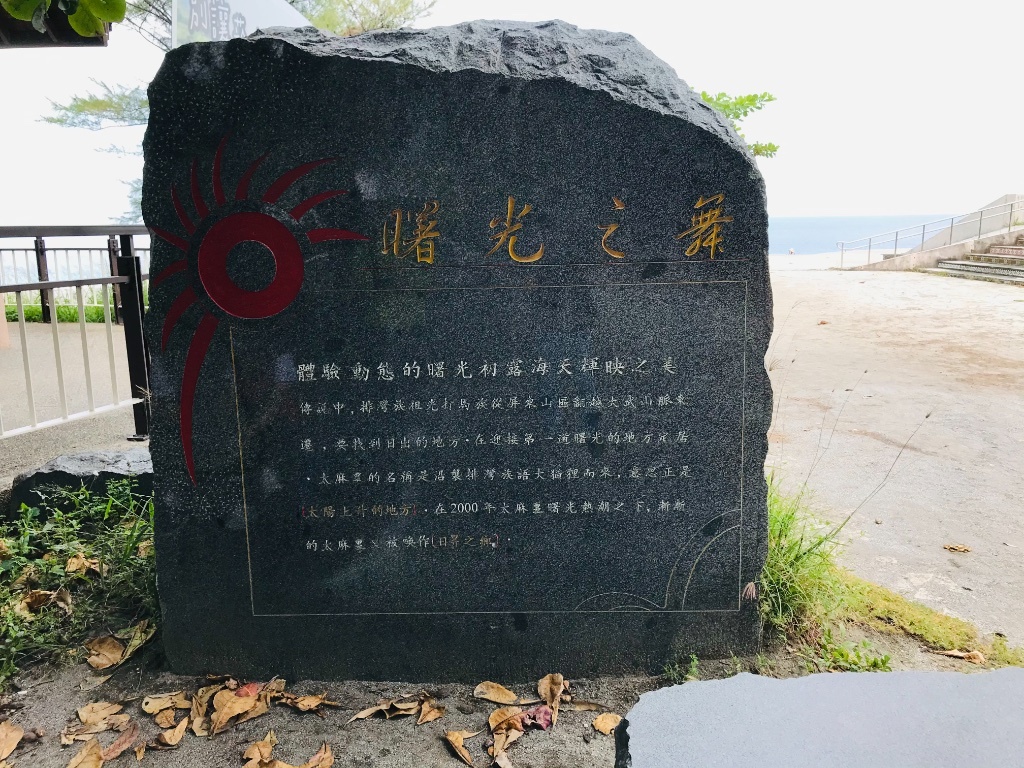 曙光之舞
體驗動態的曙光初露海天輝映之美
傳說中，排灣族祖先打馬族從屏東山區翻越大武山脈東
遷，要找到日出的地方。在迎接第一道曙光的地方定居
、太麻里的名稱是沿襲排灣族語大貓狸而來，意思正是
(太陽上升的地方)。在2000年太麻里曙光熱潮之下，漸漸
的太麻里又被喚作(日昇之鄉)。